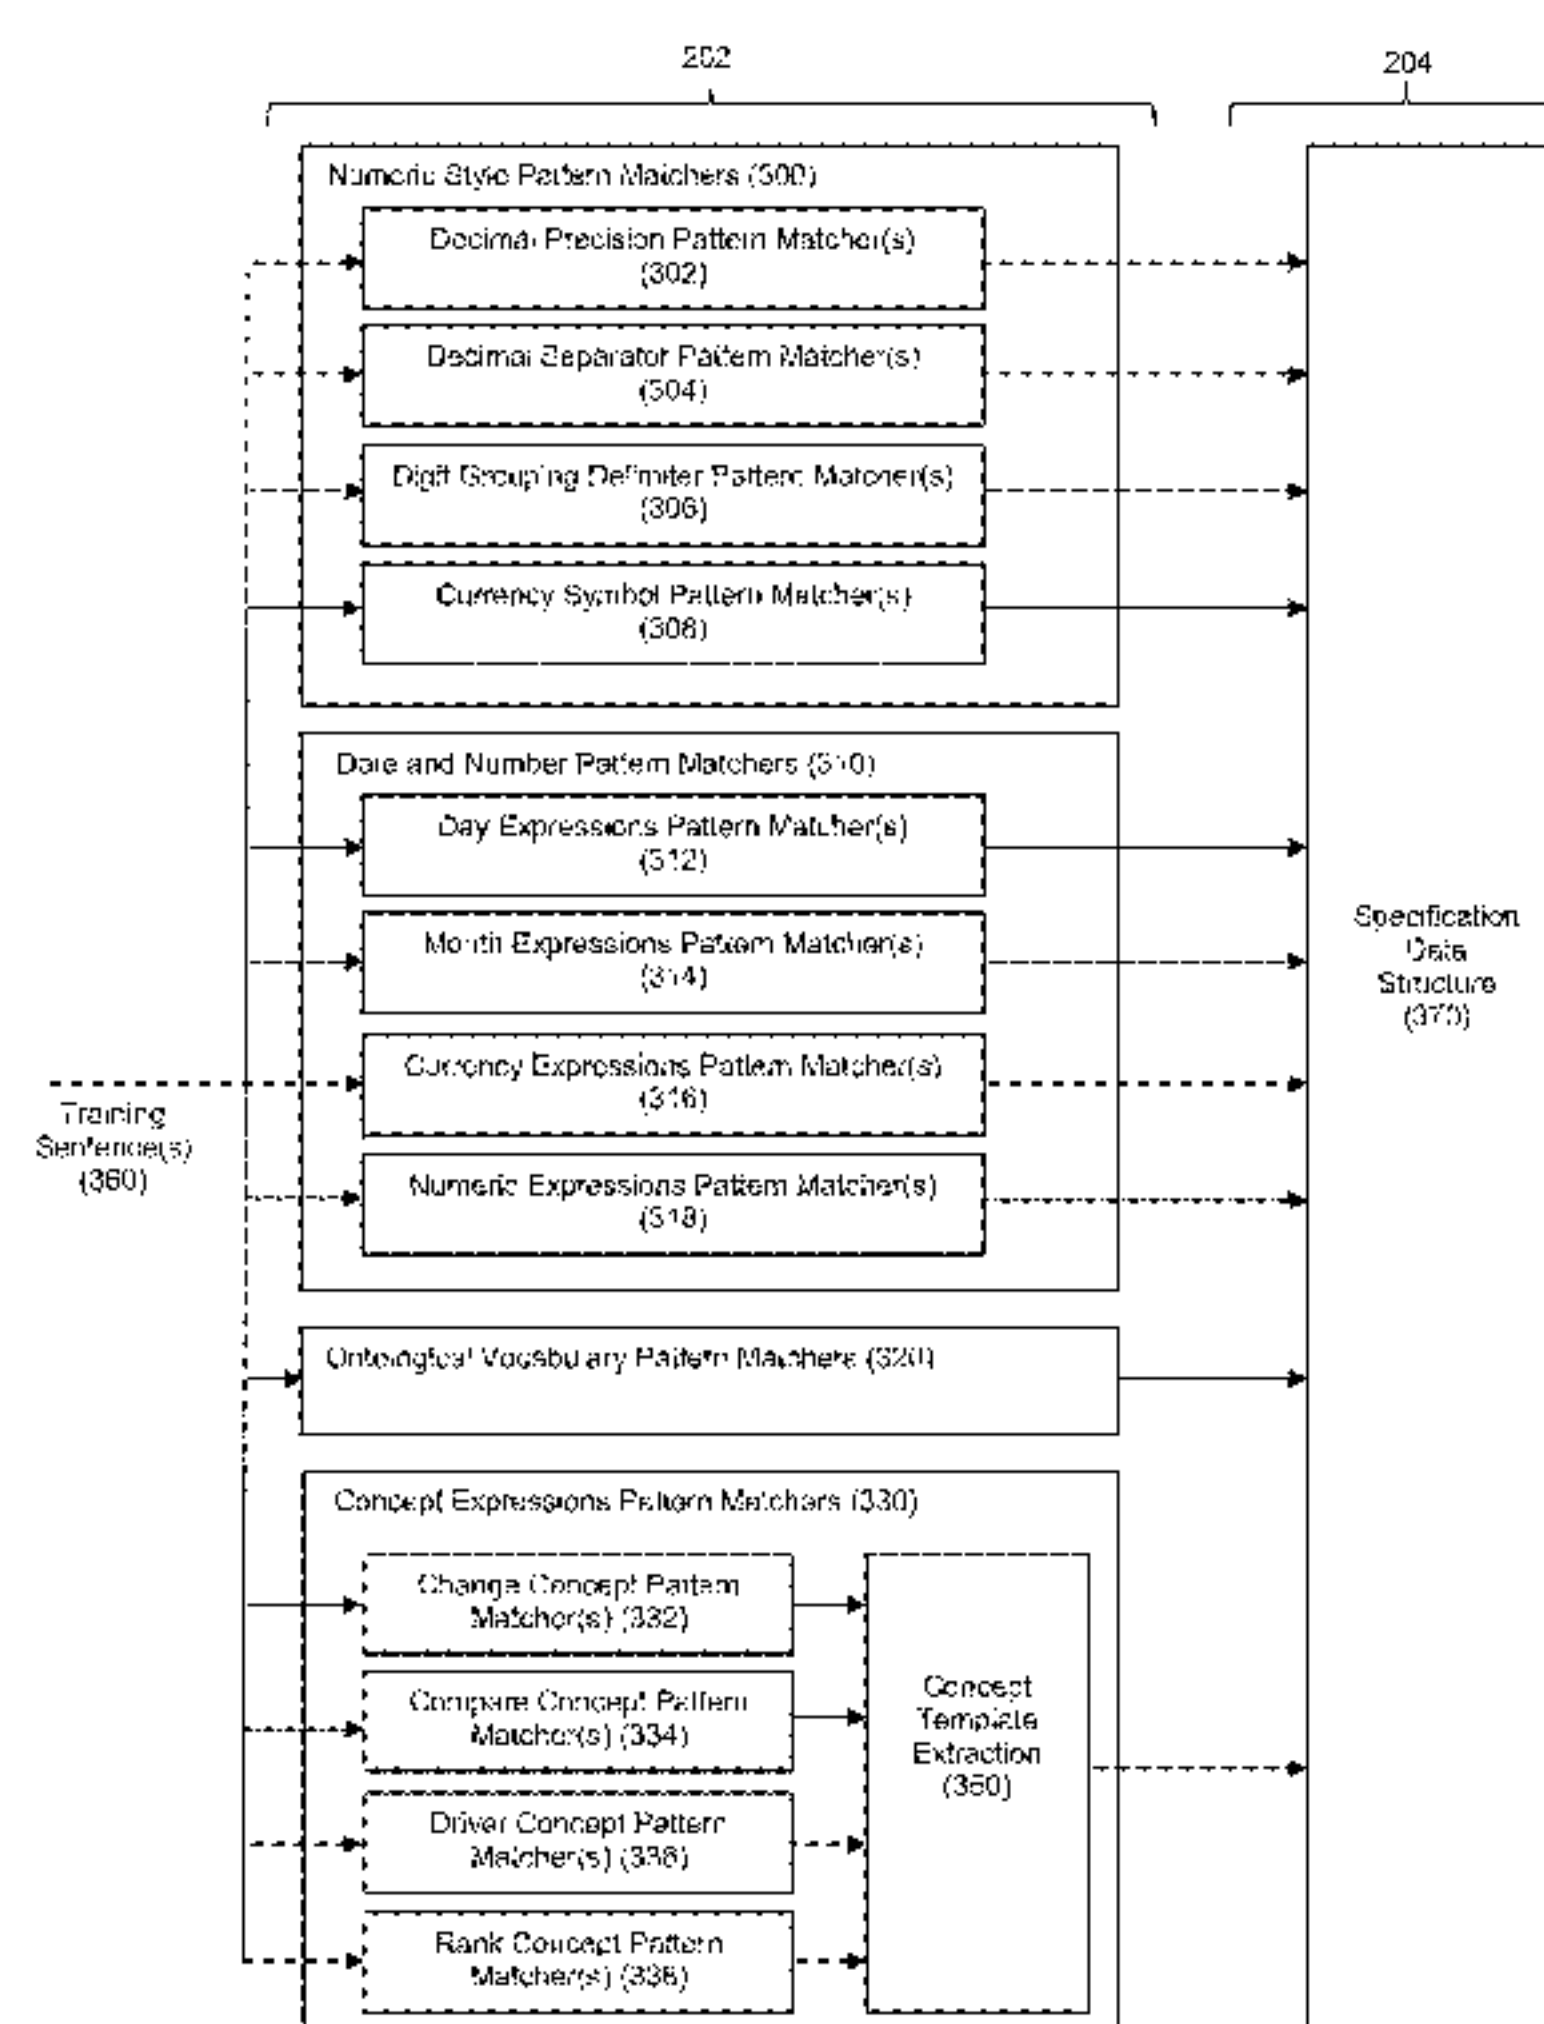 202
204
Numeric Style Pattern Matchers (300)
Decimal Precision Pattern Matcher(s)
(302)
Decimal Separator Pattern Matcher(s)
(304)
Digit Grouping Delimiter Pattern Matcher(s)
(306)
Currency Symbol Pattern Matcher(s)
(308)
Date and Number Pattern Matchers (310)
Day Expressions Pattern Matcher(s)
(312)
Month Expressions Pattern Matcher(s)
(314)
Currency Expressions Pattern Matcher(s)
(316)
Numeric Expressions Pattern Matcher(s)
(318)
Training
Sentence(s)
(360)
Specification
Data
Structure
(370)
Ontological Vocabulary Pattern Matchers (320)
Concept Expressions Pattern Matchers (330)
Change Concept Pattern
Matcher(s) (332)
Compare Concept Pattern
Matcher(s) (334)
Driver Concept Pattern
Matcher(s) (336)
Rank Concept Pattern
Matcher(s) (338)
Concept
Template
Extraction
(350)